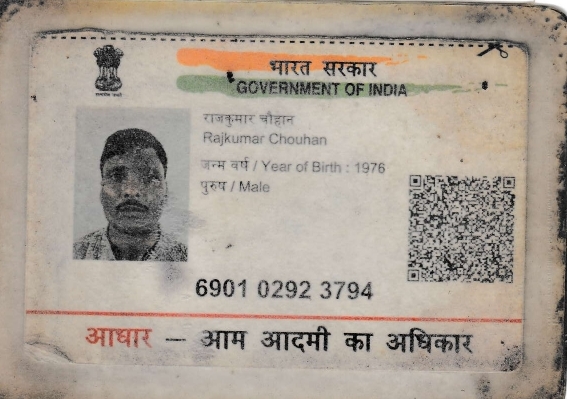 भारत सरकार
GOVERNMENT OF INDIA
राजकुमार चौहान
Rajkumar Chouhan
जन्म वर्ष / Year of Birth : 1976
पुरुष / Male
6901 0292 3794
आधार — आम आदमी का अधिकार